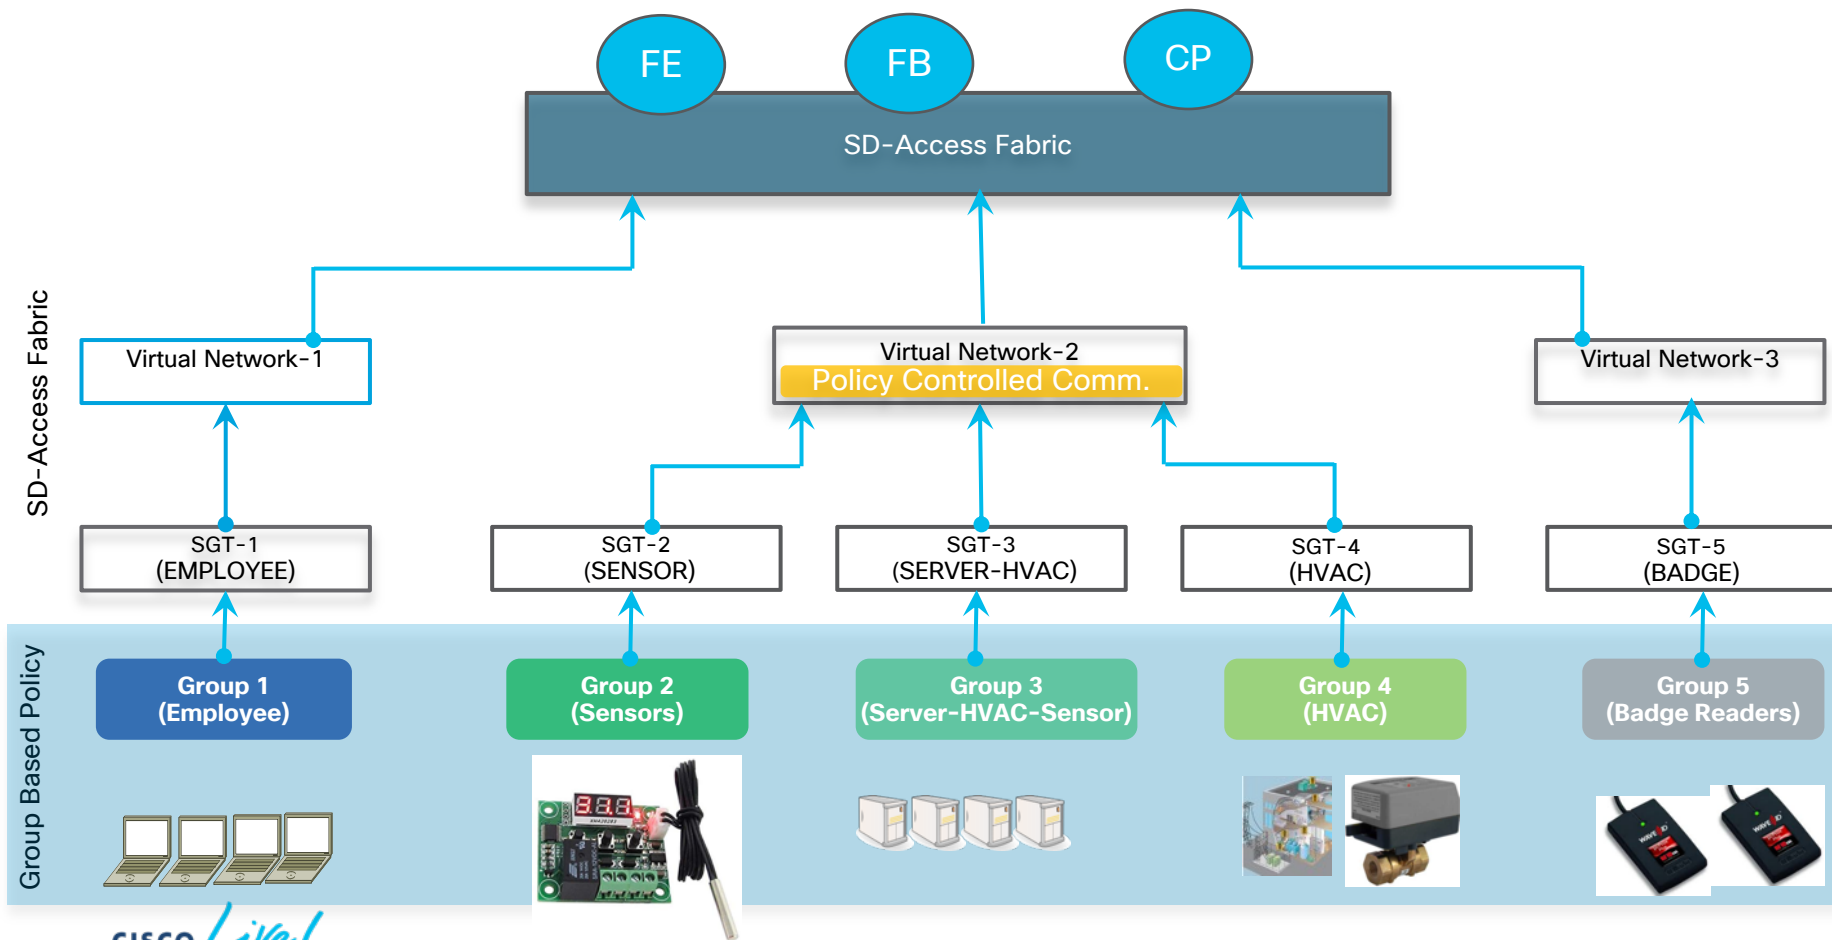 FE
FB
CP
SD-Access Fabric
SD-Access Fabric
Virtual Network-1
Virtual Network-2
Policy Controlled Comm.
Virtual Network-3
SGT-1
(EMPLOYEE)
SGT-2
(SENSOR)
SGT-3
(SERVER-HVAC)
SGT-4
(HVAC)
SGT-5
(BADGE)
Group Based Policy
Group 1
(Employee)
Group 2
(Sensors)
Group 3
(Server-HVAC-Sensor)
Group 4
(HVAC)
Group 5
(Badge Readers)
CISCO Live!